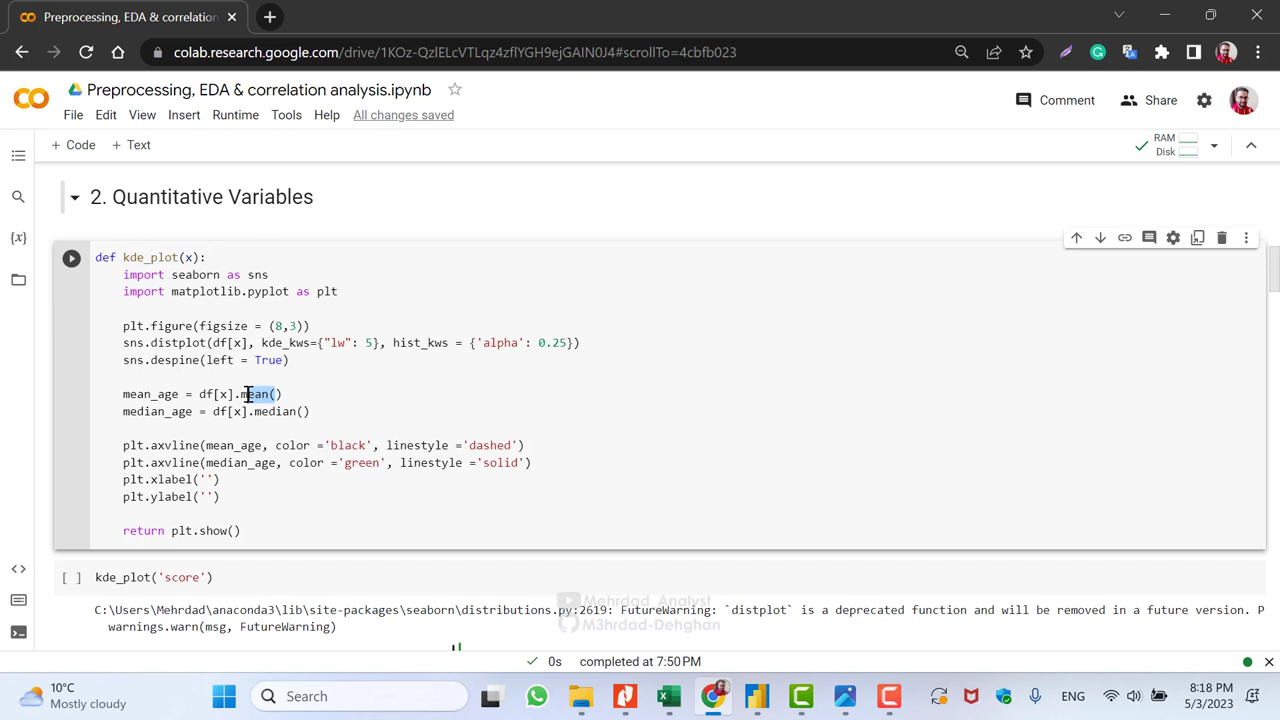 Preprocessing, EDA & correlation
colab.research.google.com/drive/1KOz-QzlELcVTLqz4zflYGH9ejGAIN0J4#scrollTo=4cbfb023
Preprocessing, EDA & correlation analysis.ipynb
File Edit View Insert Runtime Tools Help All changes saved
Comment Share
+ Code + Text
RAM
Disk
2. Quantitative Variables
{x}
def kde_plot(x):
import seaborn as sns
import matplotlib.pyplot as plt
plt.figure(figsize = (8,3))
sns.distplot(df[x], kde_kws={"lw": 5}, hist_kws = {'alpha': 0.25})
sns.despine(left = True)
mean_age = df[x].mean()
median_age = df[x].median()
plt.axvline(mean_age, color ='black', linestyle ='dashed')
plt.axvline(median_age, color ='green', linestyle ='solid')
plt.xlabel('')
plt.ylabel('')
return plt.show()
[ ] kde_plot('score')
C:\Users\Mehrdad\anaconda3\lib\site-packages\seaborn\distributions.py:2619: FutureWarning: `distplot` is a deprecated function and will be removed in a future version. P
warnings.warn(msg, FutureWarning)
Mehrdad_Analyst
M3hrdad-Dehghan
0s completed at 7:50 PM
10°C
Mostly cloudy
Search
ENG
8:18 PM
5/3/2023